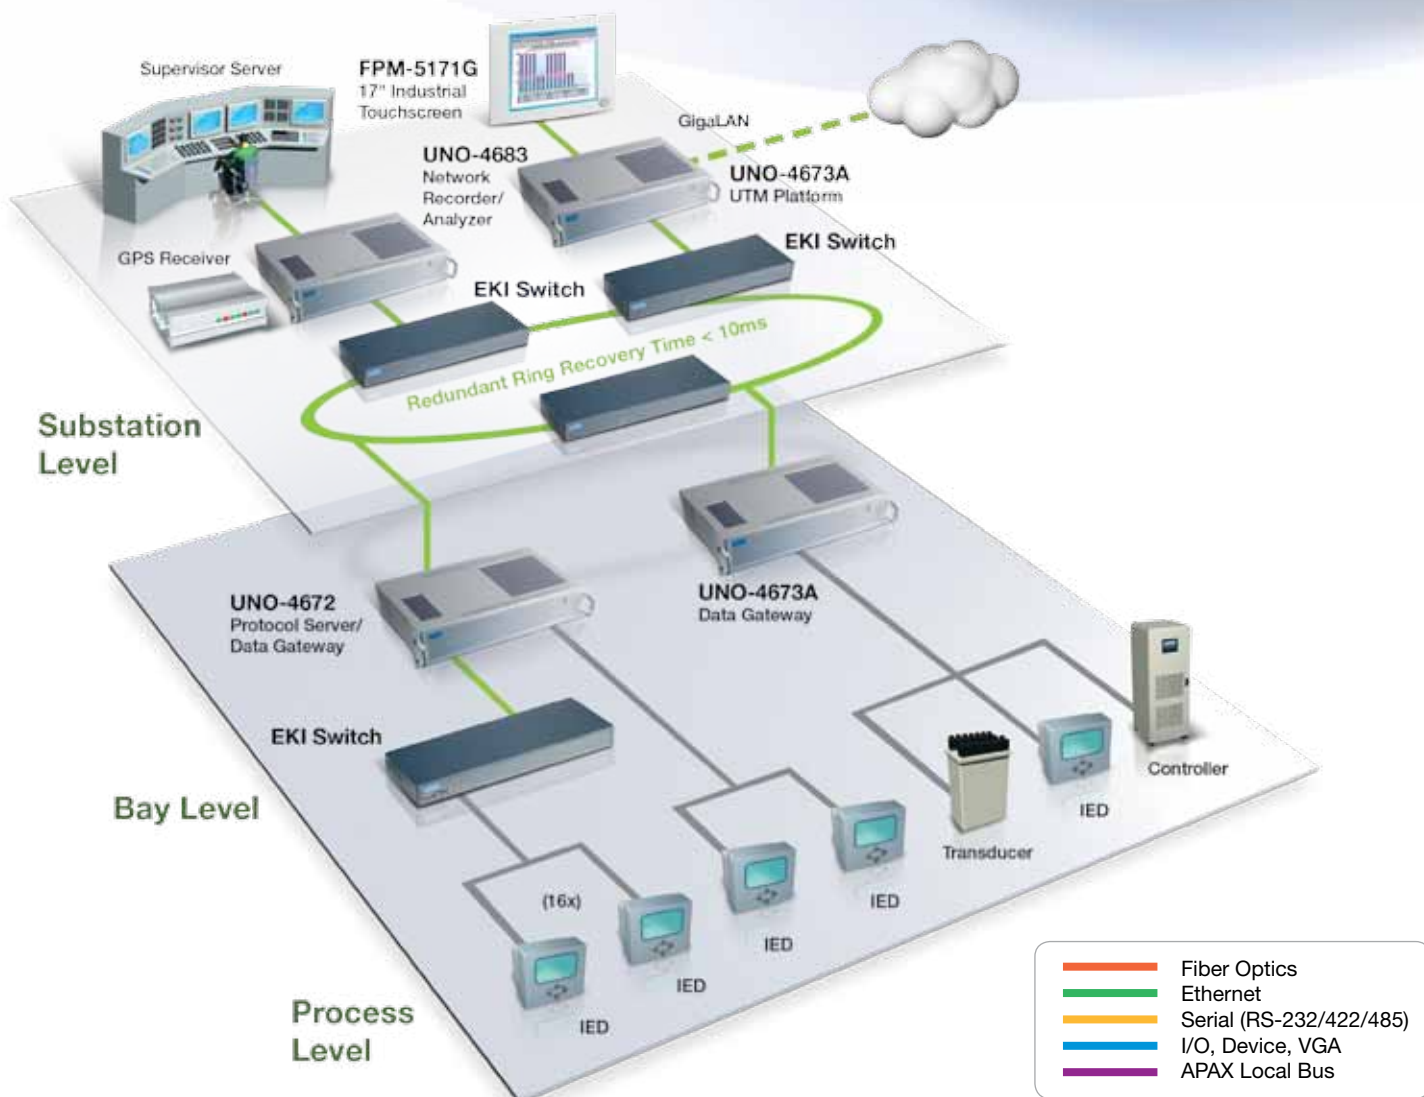 Supervisor Server
FPM-5171G
17" Industrial
Touchscreen
GigaLAN
UNO-4683
Network
Recorder/
Analyzer
UNO-4673A
UTM Platform
GPS Receiver
EKI Switch
EKI Switch
Redundant Ring Recovery Time < 10ms
Substation
Level
UNO-4672
Protocol Server/
Data Gateway
UNO-4673A
Data Gateway
EKI Switch
Bay Level
Controller
IED
Transducer
(16x)
IED
IED
IED
IED
Process
Level
Fiber Optics
Ethernet
Serial (RS-232/422/485)
I/O, Device, VGA
APAX Local Bus